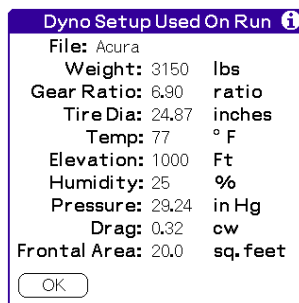 Dyno Setup Used On Run i
File: Acura
Weight: 3150 lbs
Gear Ratio: 6.90 ratio
Tire Dia: 24.87 inches
Temp: 77 ° F
Elevation: 1000 Ft
Humidity: 25 %
Pressure: 29.24 in Hg
Drag: 0.32 cw
Frontal Area: 20.0 sq. feet
OK